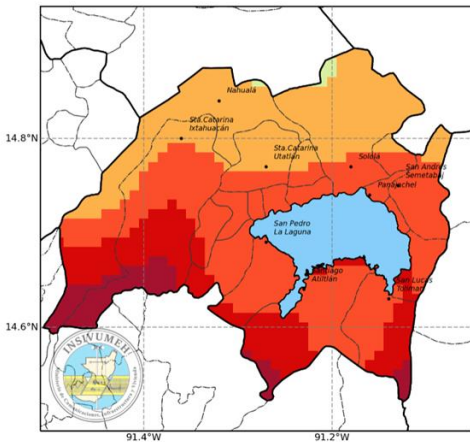 Nahualá
Sta.Catarina
Ixtahuacán
14.8°N
Sta.Catarina
Utatlán
Sololá
San Andrés
Semetabaj
Panajachel
San Pedro
La Laguna
Santiago
Atitlán
San Lucas
Tolimán
14.6°N
INSIVUMEH
91.4°W
91.2°W